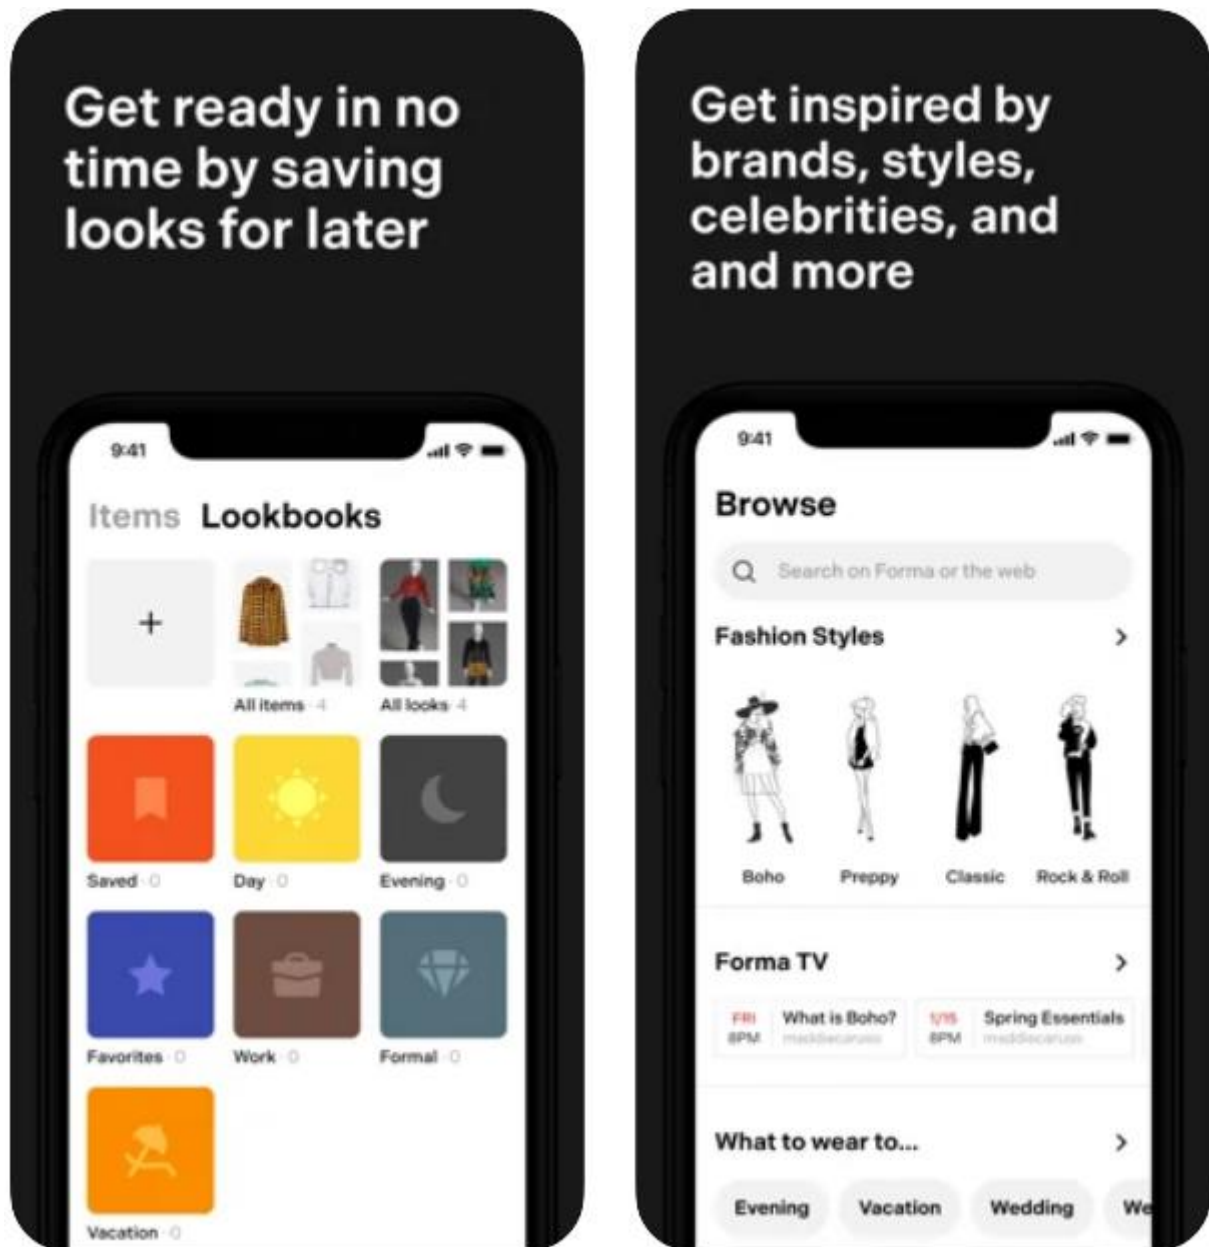 Get ready in no
time by saving
looks for later
9:41
Items Lookbooks
+
All items · 4 All looks · 4
Saved · 0 Day · 0 Evening · 0
Favorites · 0 Work · 0 Formal · 0
Vacation · 0
Get inspired by
brands, styles,
celebrities, and
and more
9:41
Browse
Search on Forma or the web
Fashion Styles
Boho Preppy Classic Rock & Roll
Forma TV
FRI What is Boho? 1/15 Spring Essentials
8PM maddiecaruso 8PM maddiecaruso
What to wear to...
Evening Vacation Wedding We